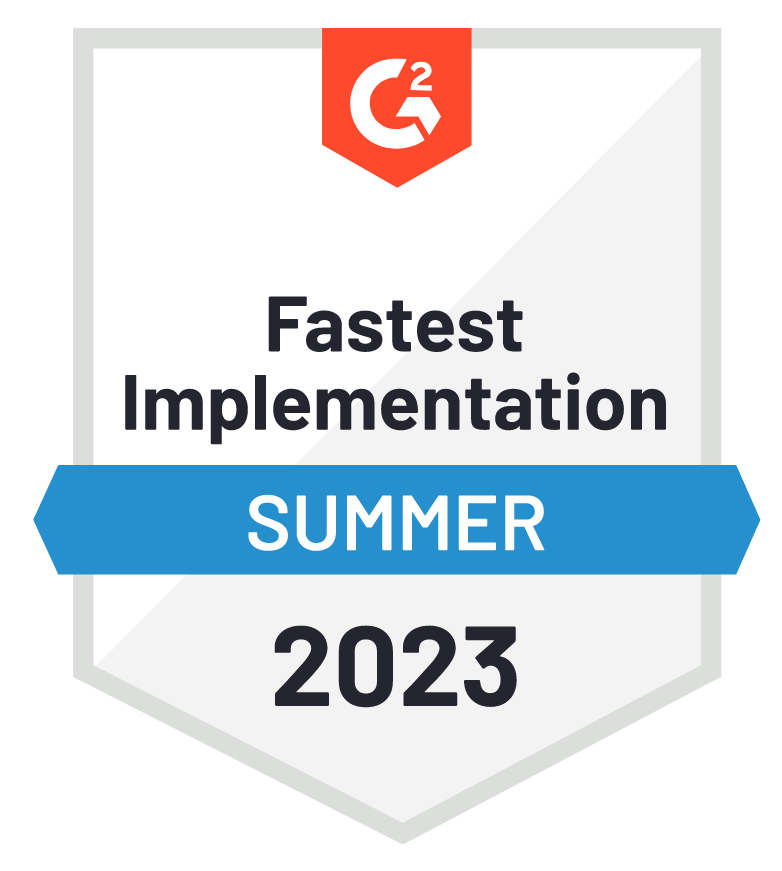 G2
Fastest
Implementation
SUMMER
2023